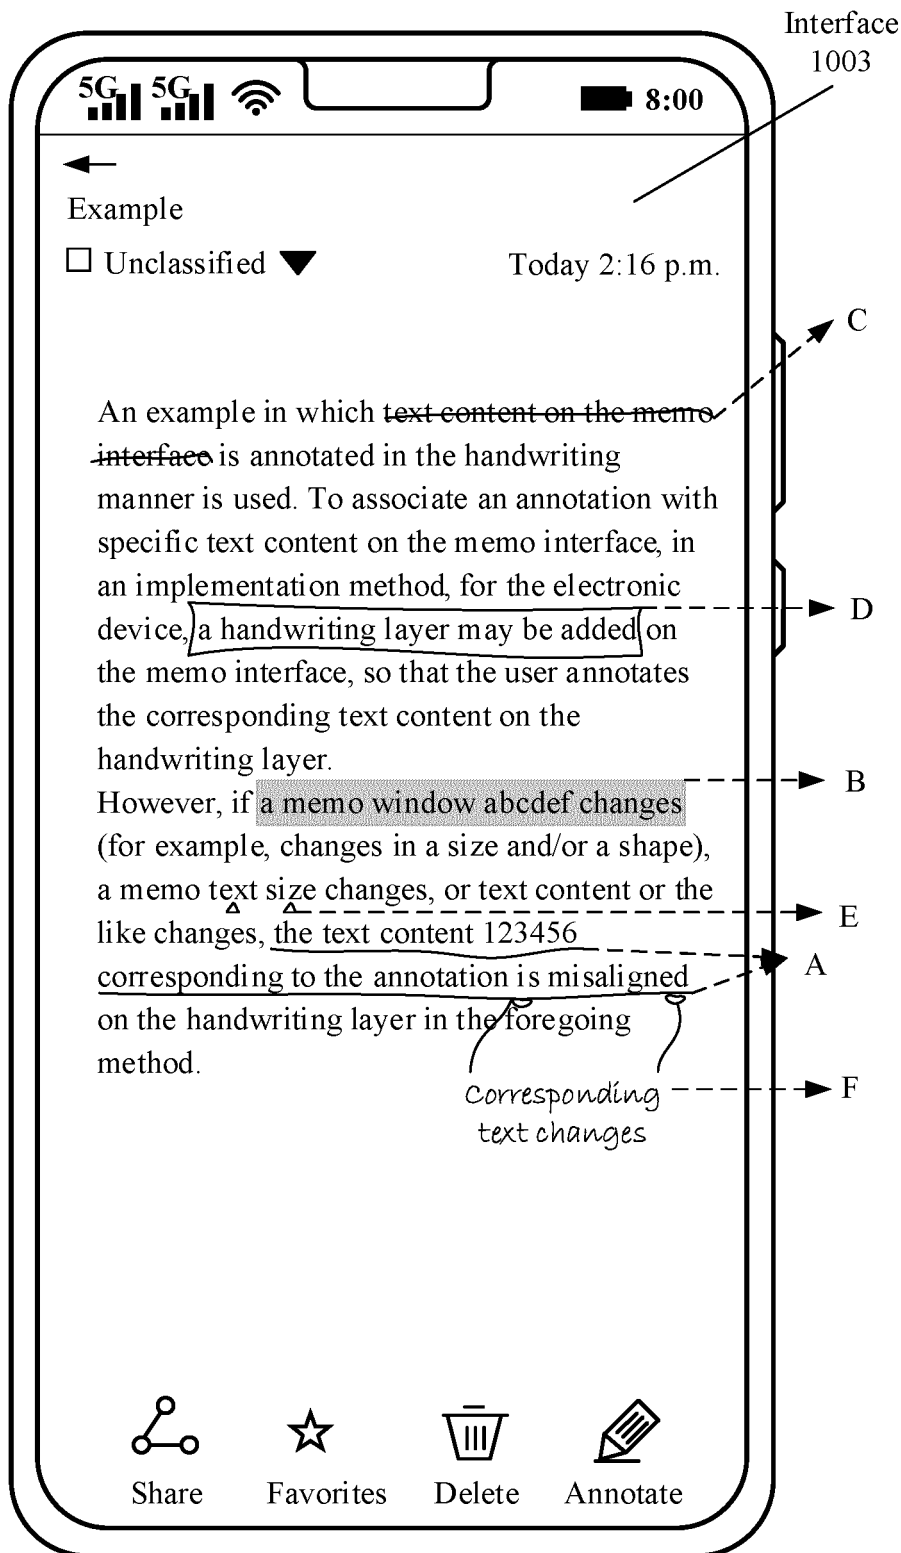 Interface
1003
5G 5G 8:00
Example
Unclassified
Today 2:16 p.m.
C
An example in which text content on the memo
interface is annotated in the handwriting
manner is used. To associate an annotation with
specific text content on the memo interface, in
an implementation method, for the electronic
D
device, a handwriting layer may be added on
the memo interface, so that the user annotates
the corresponding text content on the
handwriting layer.
B
However, if a memo window abcdef changes
(for example, changes in a size and/or a shape),
a memo text size changes, or text content or the
E
like changes, the text content 123456
A
corresponding to the annotation is misaligned
on the handwriting layer in the foregoing
method.
F
Corresponding
text changes
Share Favorites Delete Annotate